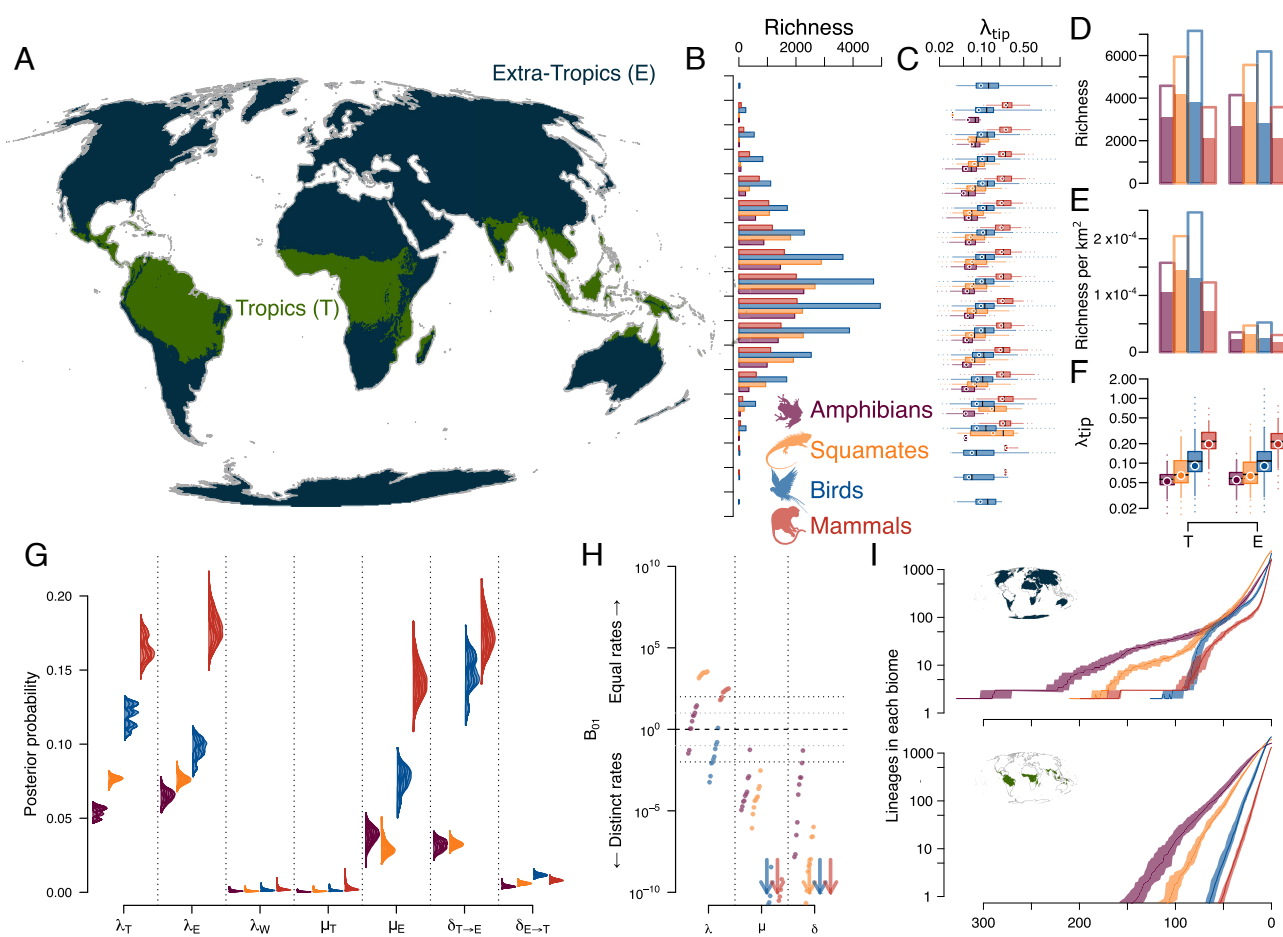 A
Extra-Tropics (E)
Tropics (T)
B
Richness
0 2000 4000
C
λtip
0.02 0.10 0.50
Amphibians
Squamates
Birds
Mammals
D
Richness
6000
4000
2000
0
E
Richness per km²
2 x10⁻⁴
1 x10⁻⁴
0
F
λtip
2.00
1.00
0.50
0.20
0.10
0.05
0.02
T E
G
Posterior probability
0.20
0.15
0.10
0.05
0.00
λT λE λW μT μE δT→E δE→T
H
B01
← Distinct rates Equal rates →
10¹⁰
10⁵
10⁰
10⁻⁵
10⁻¹⁰
λ μ δ
I
Lineages in each biome
1000
100
10
1
1000
100
10
1
300 200 100 0